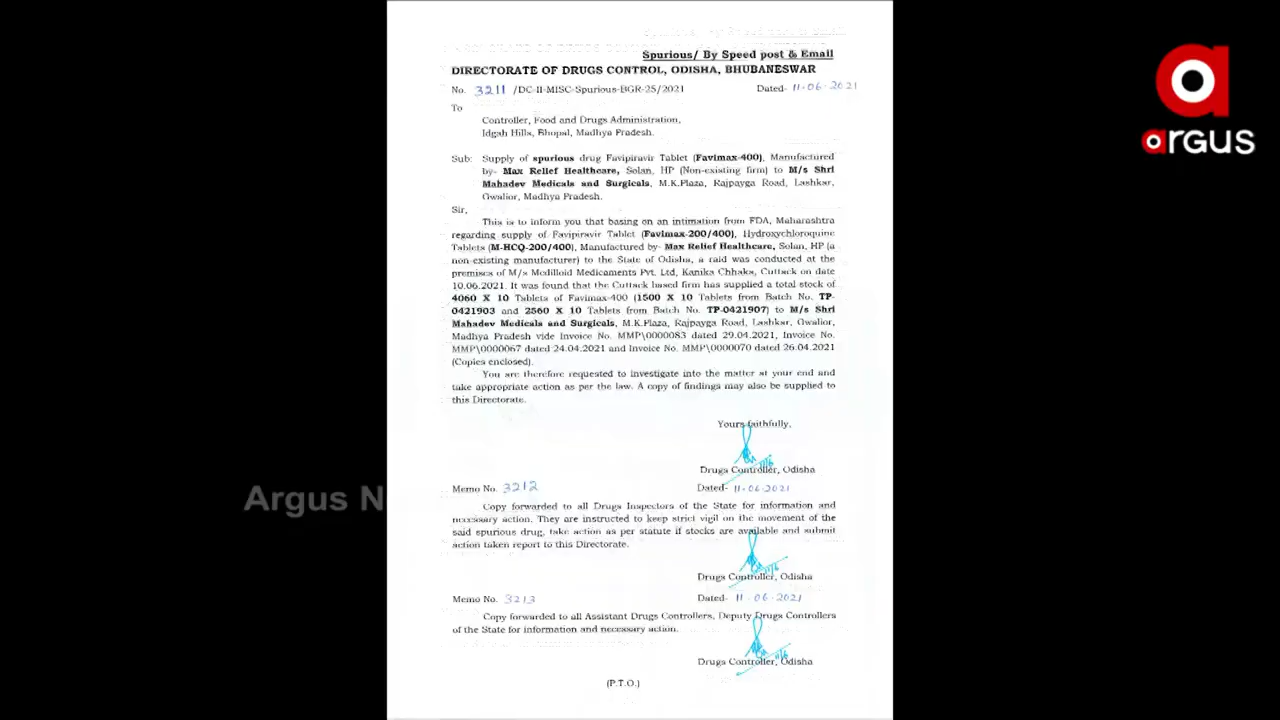 Spurious/ By Speed post & Email
DIRECTORATE OF DRUGS CONTROL, ODISHA, BHUBANESWAR
No. 3211 /DC-II-MISC-Spurious-BGR-25/2021 Dated- 11-06-2021
To
Controller, Food and Drugs Administration,
Idgah Hills, Bhopal, Madhya Pradesh.
Sub: Supply of spurious drug Favipiravir Tablet (Favimax-400), Manufactured
by- Max Relief Healthcare, Solan, HP (Non-existing firm) to M/s Shri
Mahadev Medicals and Surgicals, M.K.Plaza, Rajpayga Road, Lashkar,
Gwalior, Madhya Pradesh.
Sir,
This is to inform you that basing on an intimation from FDA, Maharashtra
regarding supply of Favipiravir Tablet (Favimax-200/400), Hydroxychloroquine
Tablets (M-HCQ-200/400), Manufactured by- Max Relief Healthcare, Solan, HP (a
non-existing manufacturer) to the State of Odisha, a raid was conducted at the
premises of M/s Medilloid Medicaments Pvt. Ltd, Kanika Chhaka, Cuttack on date
10.06.2021. It was found that the Cuttack based firm has supplied a total stock of
4060 X 10 Tablets of Favimax-400 (1500 X 10 Tablets from Batch No. TP-
0421903 and 2560 X 10 Tablets from Batch No. TP-0421907) to M/s Shri
Mahadev Medicals and Surgicals, M.K.Plaza, Rajpayga Road, Lashkar, Gwalior,
Madhya Pradesh vide Invoice No. MMP\0000083 dated 29.04.2021, Invoice No.
MMP\0000067 dated 24.04.2021 and Invoice No. MMP\0000070 dated 26.04.2021
(Copies enclosed).
You are therefore requested to investigate into the matter at your end and
take appropriate action as per the law. A copy of findings may also be supplied to
this Directorate.
Yours faithfully,
11/6
Drugs Controller, Odisha
Memo No. 3212 Dated- 11-06-2021
Copy forwarded to all Drugs Inspectors of the State for information and
necessary action. They are instructed to keep strict vigil on the movement of the
said spurious drug, take action as per statute if stocks are available and submit
action taken report to this Directorate.
11/6
Drugs Controller, Odisha
Memo No. 3213 Dated- 11-06-2021
Copy forwarded to all Assistant Drugs Controllers, Deputy Drugs Controllers
of the State for information and necessary action.
11/6
Drugs Controller, Odisha
(P.T.O.)
argus
Argus N